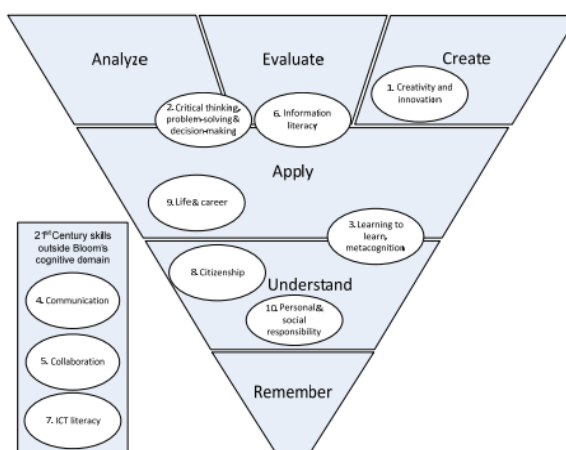 Analyze
Evaluate
Create
1. Creativity and
innovation
2. Critical thinking,
problem-solving &
decision-making
6. Information
literacy
Apply
9. Life & career
3. Learning to
learn, metacognition
21st Century skills
outside Bloom's
cognitive domain
4. Communication
5. Collaboration
7. ICT literacy
8. Citizenship
Understand
10. Personal &
social
responsibility
Remember